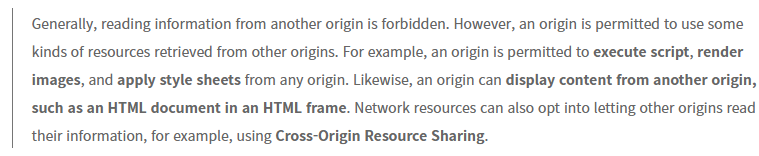 Generally, reading information from another origin is forbidden. However, an origin is permitted to use some
kinds of resources retrieved from other origins. For example, an origin is permitted to execute script, render
images, and apply style sheets from any origin. Likewise, an origin can display content from another origin,
such as an HTML document in an HTML frame. Network resources can also opt into letting other origins read
their information, for example, using Cross-Origin Resource Sharing.